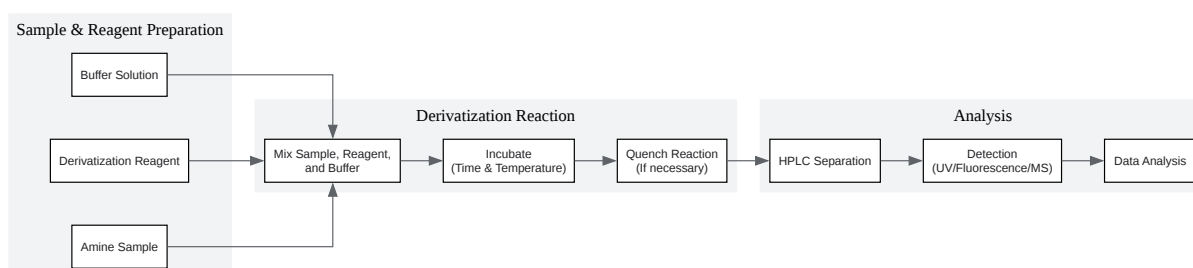 Sample & Reagent Preparation
Buffer Solution
Derivatization Reagent
Amine Sample
Derivatization Reaction
Mix Sample, Reagent,
and Buffer
Incubate
(Time & Temperature)
Quench Reaction
(If necessary)
Analysis
HPLC Separation
Detection
(UV/Fluorescence/MS)
Data Analysis